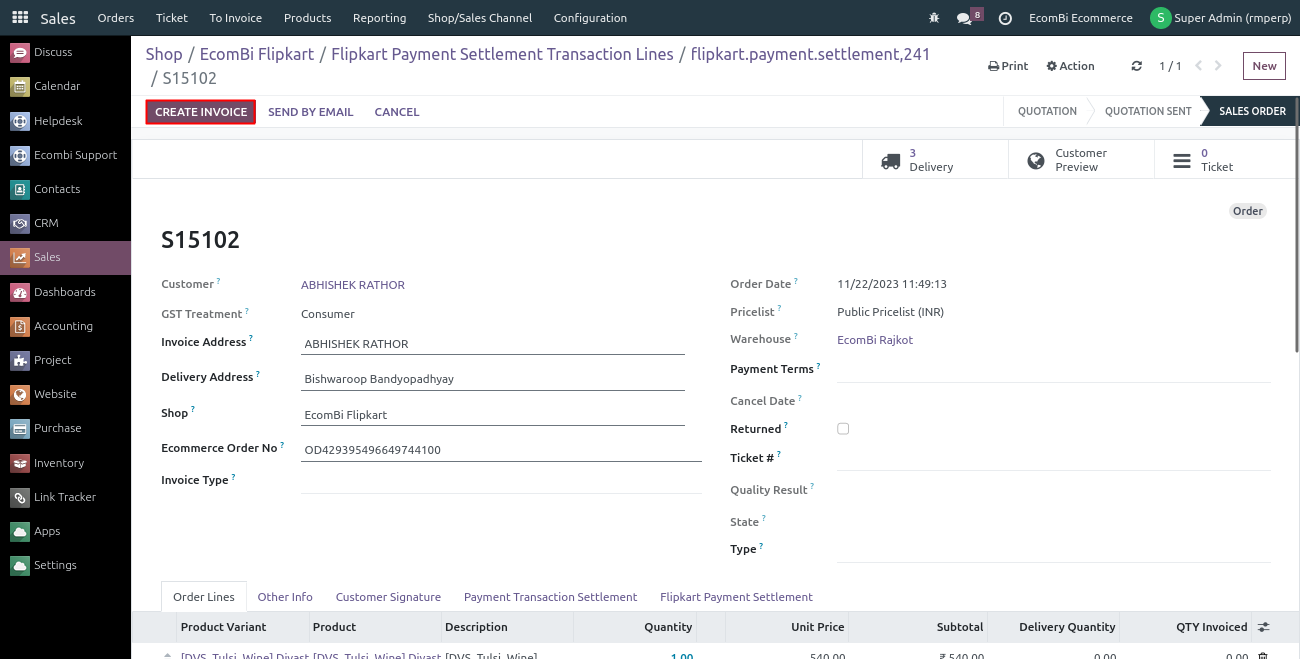 Sales Orders Ticket To Invoice Products Reporting Shop/Sales Channel Configuration 8 EcomBi Ecommerce S Super Admin (rmperp)
Discuss
Calendar
Helpdesk
Ecombi Support
Contacts
CRM
Sales
Dashboards
Accounting
Project
Website
Purchase
Inventory
Link Tracker
Apps
Settings
Shop / EcomBi Flipkart / Flipkart Payment Settlement Transaction Lines / flipkart.payment.settlement,241
/ S15102
Print Action 1 / 1 New
CREATE INVOICE SEND BY EMAIL CANCEL QUOTATION QUOTATION SENT SALES ORDER
3 Delivery
Customer Preview
0 Ticket
Order
S15102
Customer ? ABHISHEK RATHOR
GST Treatment ? Consumer
Invoice Address ? ABHISHEK RATHOR
Delivery Address ? Bishwaroop Bandyopadhyay
Shop ? EcomBi Flipkart
Ecommerce Order No ? OD429395496649744100
Invoice Type ?
Order Date ? 11/22/2023 11:49:13
Pricelist ? Public Pricelist (INR)
Warehouse ? EcomBi Rajkot
Payment Terms ?
Cancel Date ?
Returned ?
Ticket # ?
Quality Result ?
State ?
Type ?
Order Lines Other Info Customer Signature Payment Transaction Settlement Flipkart Payment Settlement
Product Variant Product Description Quantity Unit Price Subtotal Delivery Quantity QTY Invoiced
[DVS_Tulsi_Wine] Divast [DVS_Tulsi_Wine] Divast [DVS_Tulsi_Wine] 1.00 540.00 ₹ 540.00 0.00 0.00